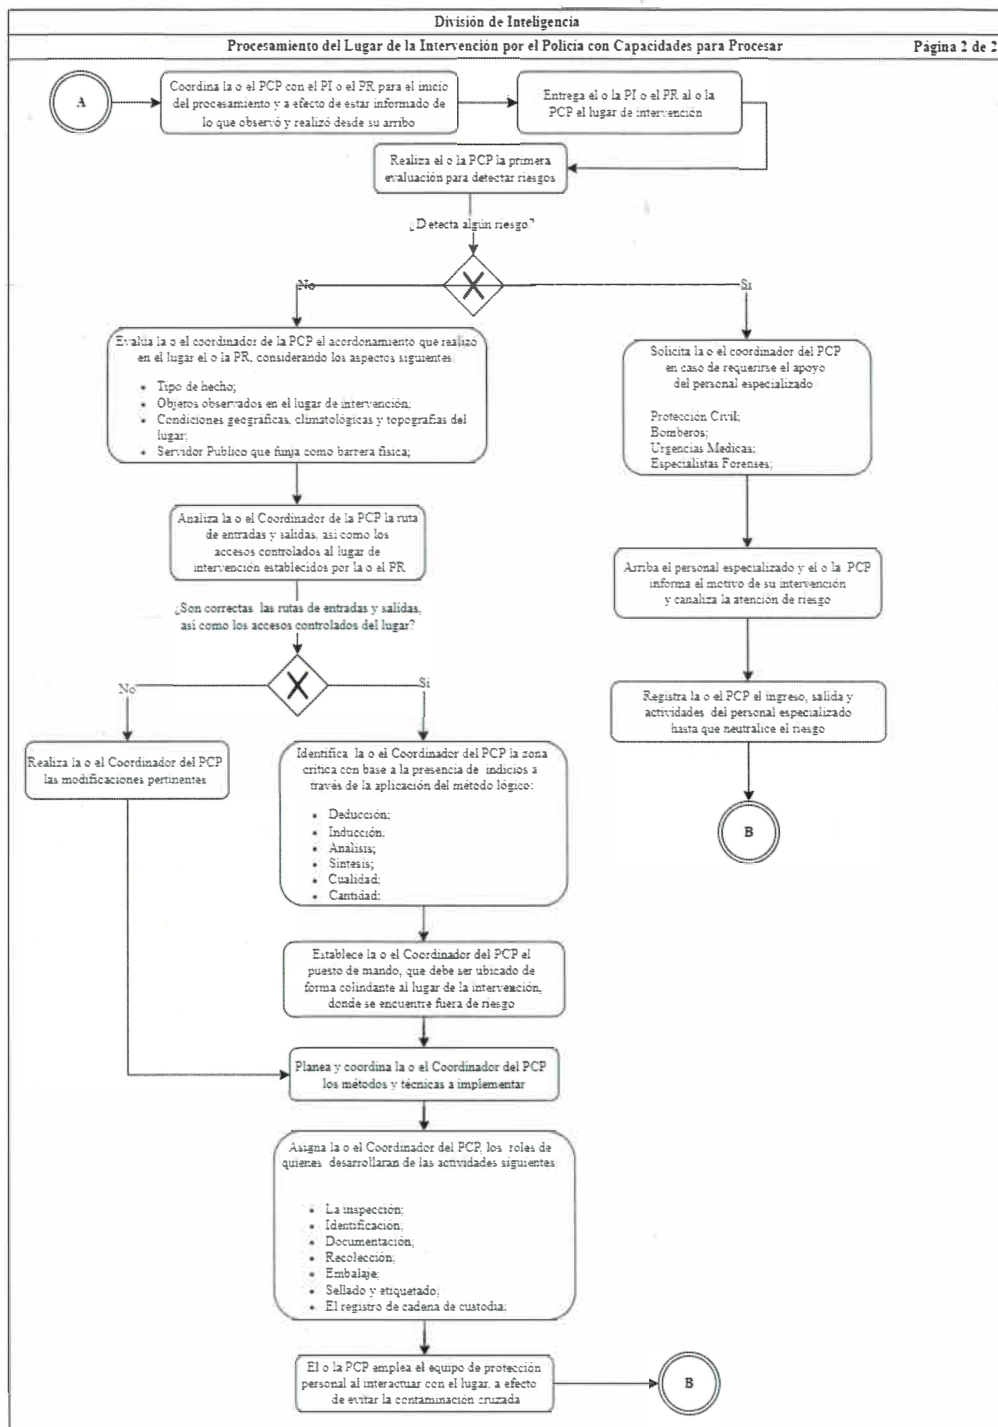 División de Inteligencia
Procesamiento del Lugar de la Intervención por el Policía con Capacidades para Procesar
Página 2 de 2
A
Coordina la o el PCP con el PI o el PR para el inicio
del procesamiento y a efecto de estar informado de
lo que observó y realizó desde su arribo
Entrega el o la PI o el PR al o la
PCP el lugar de intervención
Realiza el o la PCP la primera
evaluación para detectar riesgos
¿Detecta algún riesgo?
No
Si
Evalúa la o el coordinador de la PCP el acordonamiento que realizó
en el lugar el o la PR, considerando los aspectos siguientes
• Tipo de hecho;
• Objetos observados en el lugar de intervención;
• Condiciones geográficas, climatológicas y topografías del
lugar;
• Servidor Publico que funja como barrera física;
Solicita la o el coordinador del PCP
en caso de requerirse el apoyo
del personal especializado
Protección Civil;
Bomberos;
Urgencias Medicas;
Especialistas Forenses;
Analiza la o el Coordinador de la PCP la ruta
de entradas y salidas, asi como los
accesos controlados al lugar de
intervención establecidos por la o el PR
Arriba el personal especializado y el o la PCP
informa el motivo de su intervención
y canaliza la atención de riesgo
¿Son correctas las rutas de entradas y salidas,
asi como los accesos controlados del lugar?
No
Si
Registra la o el PCP el ingreso, salida y
actividades del personal especializado
hasta que neutralice el riesgo
B
Realiza la o el Coordinador del PCP
las modificaciones pertinentes
Identifica la o el Coordinador del PCP la zona
critica con base a la presencia de indicios a
través de la aplicación del método lógico:
• Deducción;
• Inducción;
• Análisis;
• Síntesis;
• Cualidad;
• Cantidad;
Establece la o el Coordinador del PCP el
puesto de mando, que debe ser ubicado de
forma colindante al lugar de la intervención,
donde se encuentre fuera de riesgo
Planea y coordina la o el Coordinador del PCP
los métodos y técnicas a implementar
Asigna la o el Coordinador del PCP, los roles de
quienes desarrollaran de las actividades siguientes
• La inspección;
• Identificación;
• Documentación;
• Recolección;
• Embalaje;
• Sellado y etiquetado;
• El registro de cadena de custodia;
El o la PCP emplea el equipo de protección
personal al interactuar con el lugar, a efecto
de evitar la contaminación cruzada
B